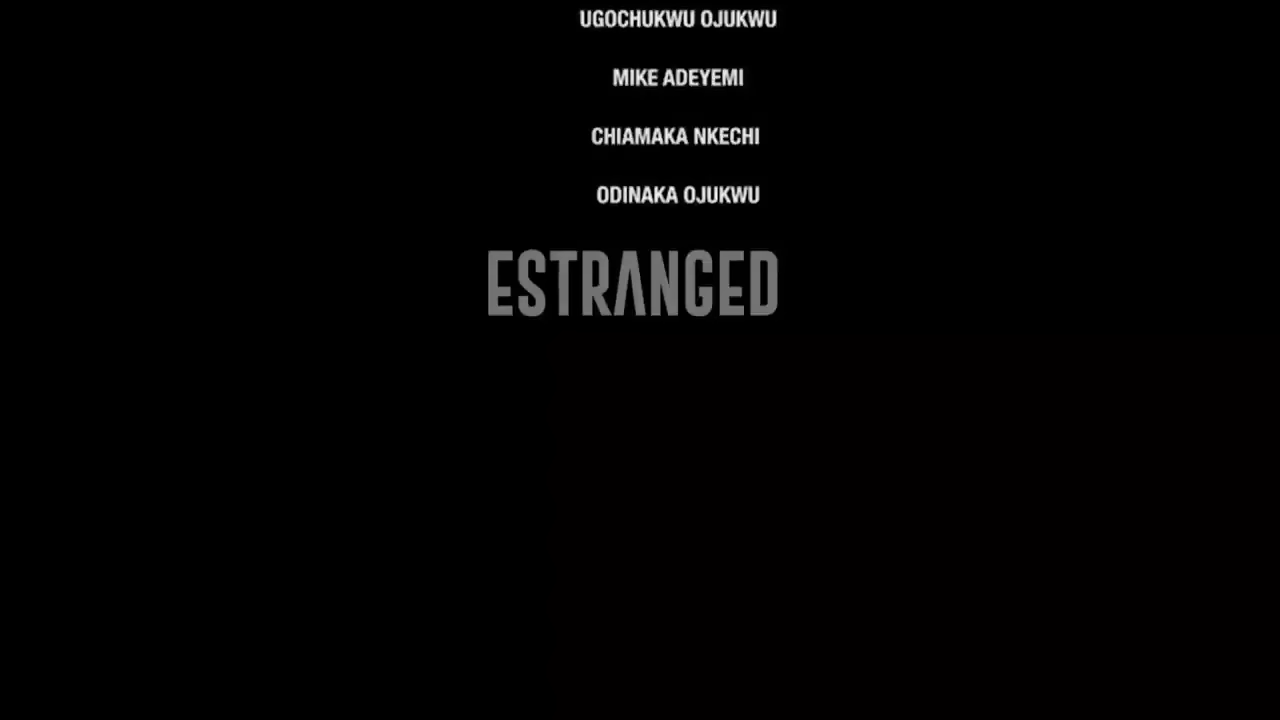 UGOCHUKWU OJUKWU
MIKE ADEYEMI
CHIAMAKA NKECHI
ODINAKA OJUKWU
ESTRANGED